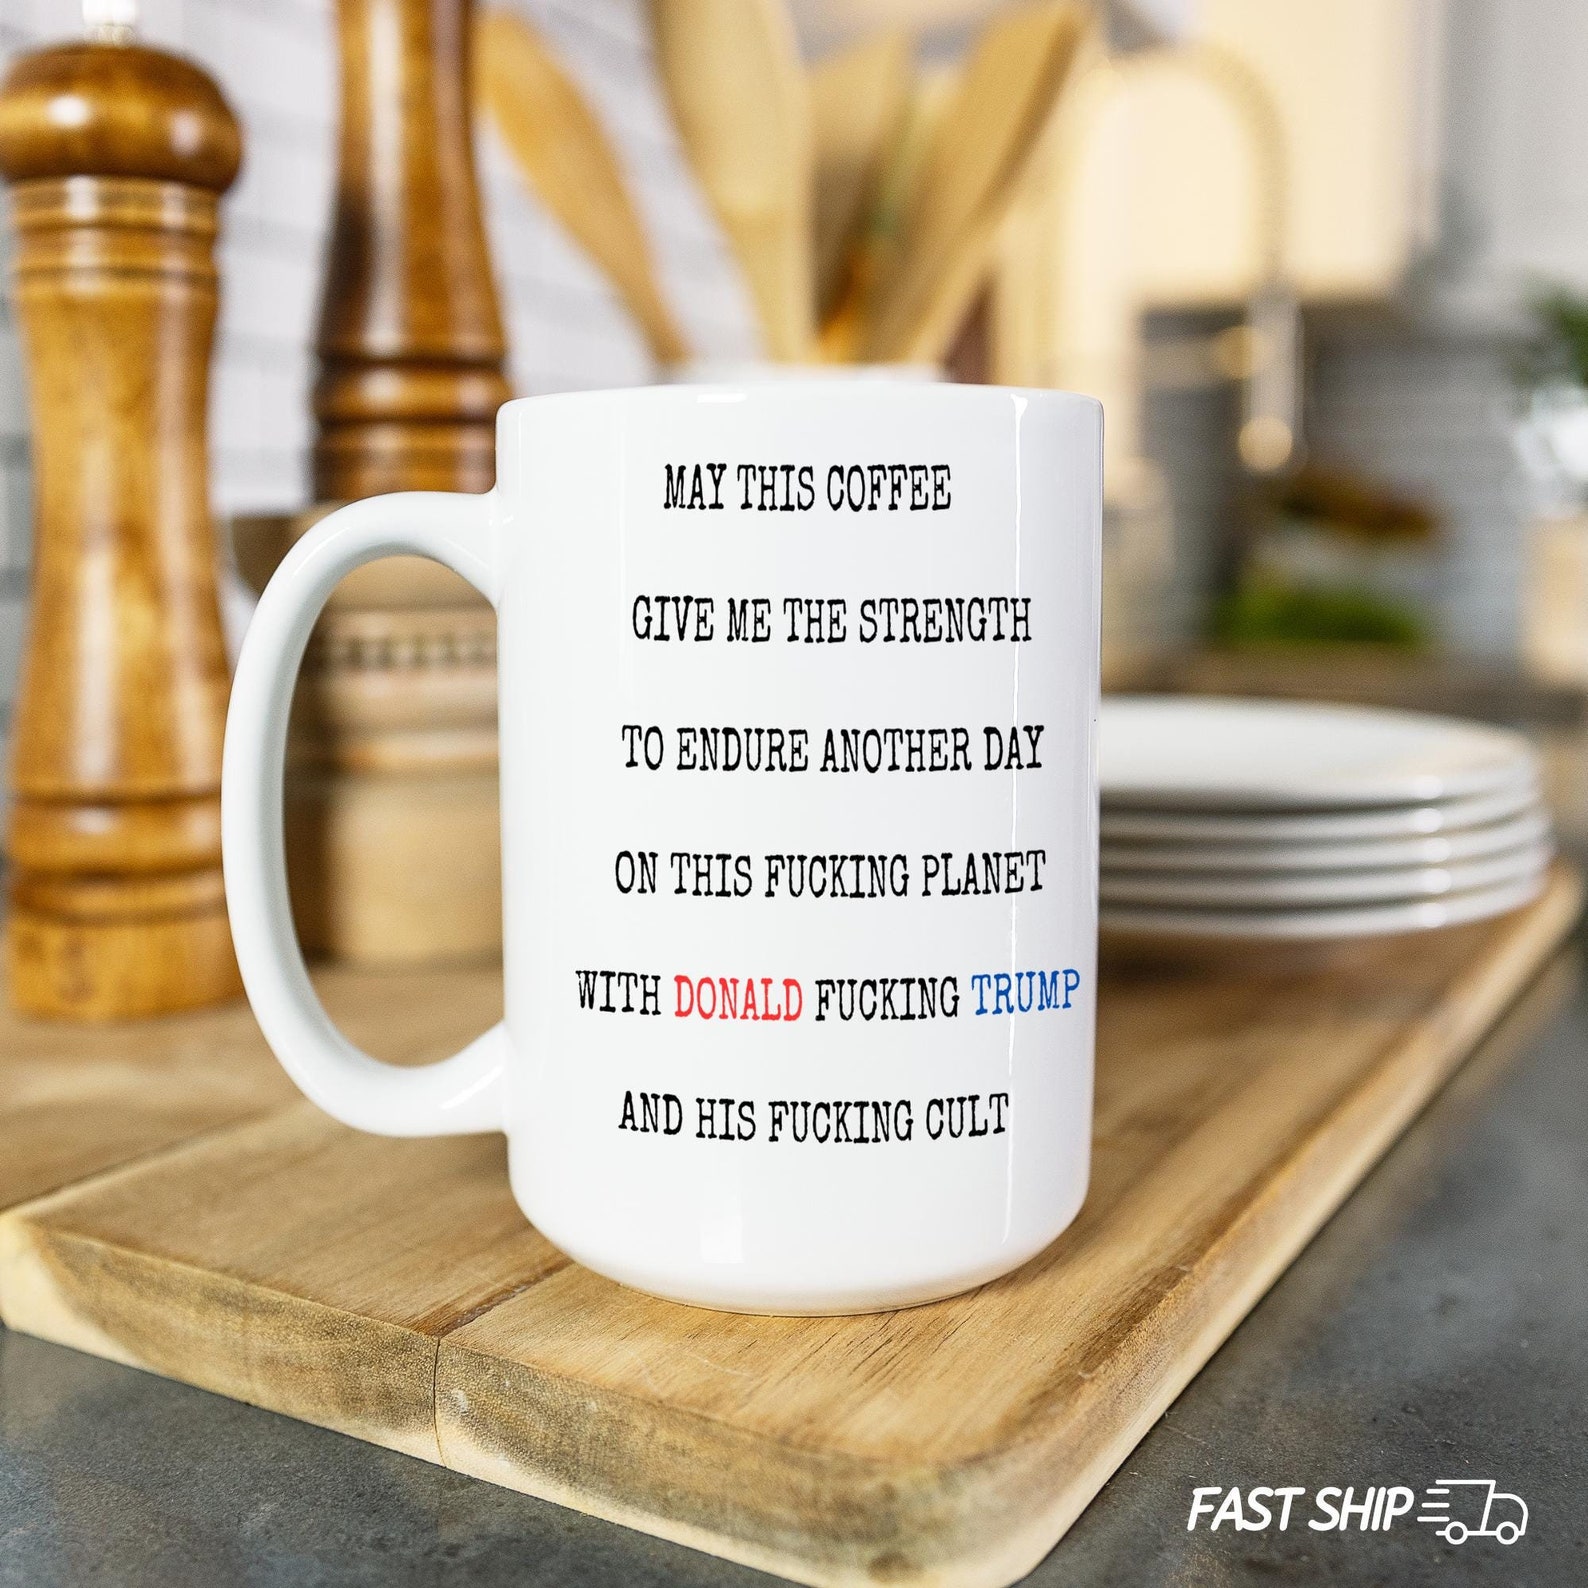 MAY THIS COFFEE
GIVE ME THE STRENGTH
TO ENDURE ANOTHER DAY
ON THIS FUCKING PLANET
WITH DONALD FUCKING TRUMP
AND HIS FUCKING CULT
FAST SHIP